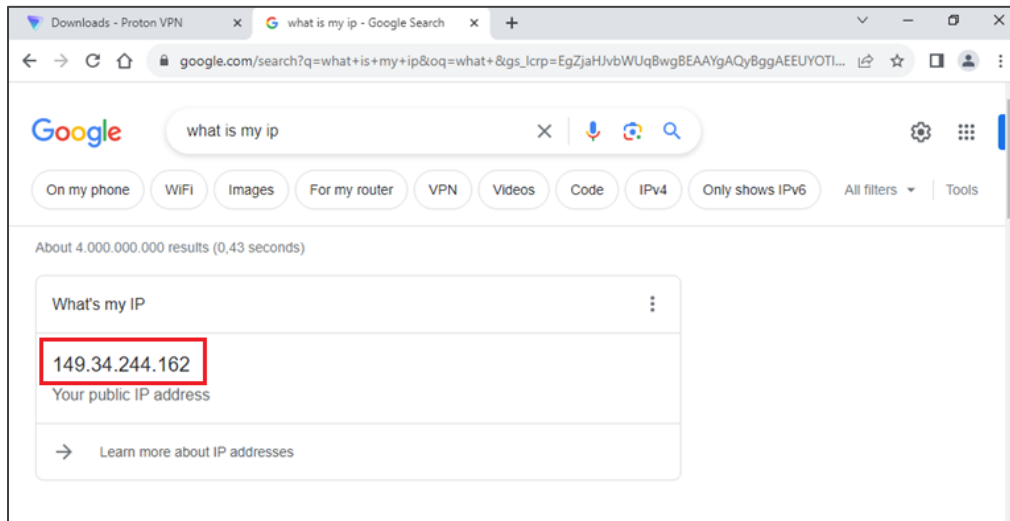 Downloads - Proton VPN what is my ip - Google Search
google.com/search?q=what+is+my+ip&oq=what+&gs_lcrp=EgZjaHJvbWUqBwgBEAAYgAQyBggAEEUYOTI...
Google what is my ip
On my phone WiFi Images For my router VPN Videos Code IPv4 Only shows IPv6 All filters Tools
About 4.000.000.000 results (0,43 seconds)
What's my IP
149.34.244.162
Your public IP address
Learn more about IP addresses